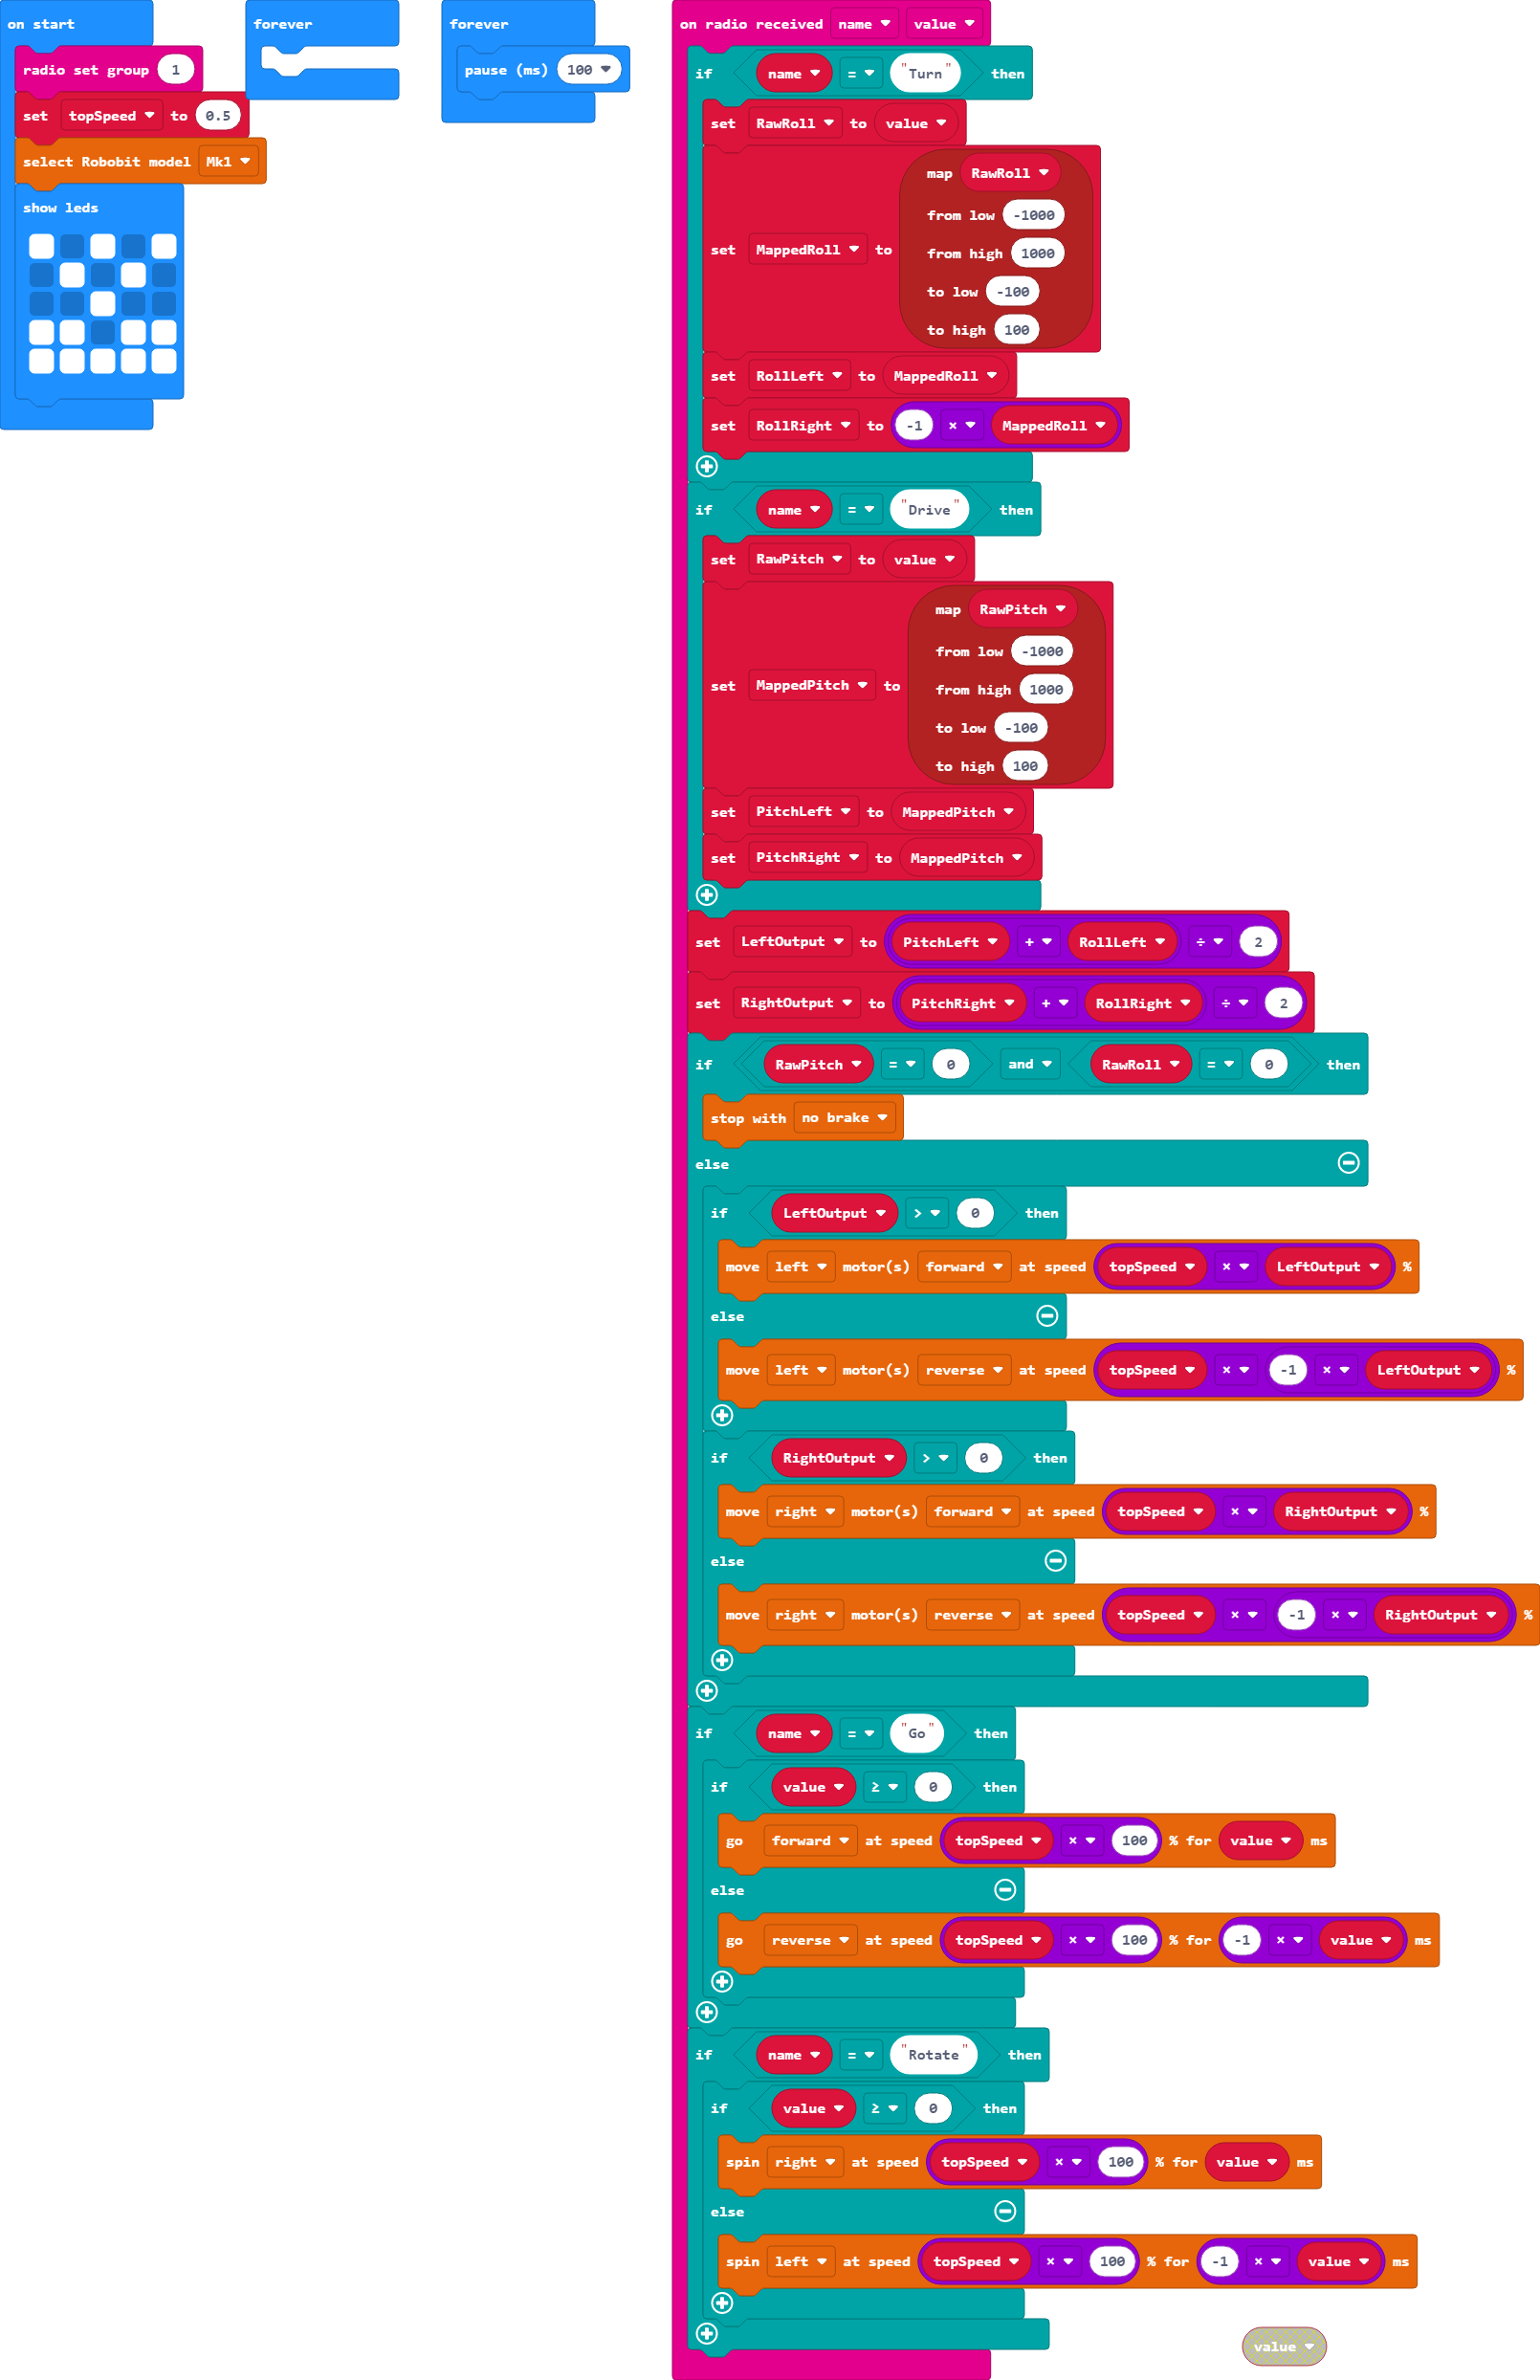 on start
radio set group 1
set topSpeed to 0.5
select Robobit model Mk1
show leds
forever
forever
pause (ms) 100
on radio received name value
if name = "Turn" then
set RawRoll to value
set MappedRoll to
map RawRoll
from low -1000
from high 1000
to low -100
to high 100
set RollLeft to MappedRoll
set RollRight to -1 × MappedRoll
if name = "Drive" then
set RawPitch to value
set MappedPitch to
map RawPitch
from low -1000
from high 1000
to low -100
to high 100
set PitchLeft to MappedPitch
set PitchRight to MappedPitch
set LeftOutput to PitchLeft + RollLeft ÷ 2
set RightOutput to PitchRight + RollRight ÷ 2
if RawPitch = 0 and RawRoll = 0 then
stop with no brake
else
if LeftOutput > 0 then
move left motor(s) forward at speed topSpeed × LeftOutput %
else
move left motor(s) reverse at speed topSpeed × -1 × LeftOutput %
if RightOutput > 0 then
move right motor(s) forward at speed topSpeed × RightOutput %
else
move right motor(s) reverse at speed topSpeed × -1 × RightOutput %
if name = "Go" then
if value ≥ 0 then
go forward at speed topSpeed × 100 % for value ms
else
go reverse at speed topSpeed × 100 % for -1 × value ms
if name = "Rotate" then
if value ≥ 0 then
spin right at speed topSpeed × 100 % for value ms
else
spin left at speed topSpeed × 100 % for -1 × value ms
value